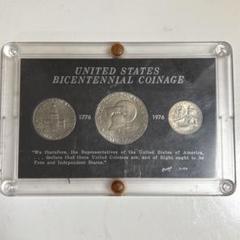 UNITED STATES
BICENTENNIAL COINAGE
1776 1976
"We therefore, the Representatives of the United States of America,
. . . declare that these United Colonies are, and of Right ought to be
Free and Independent States."